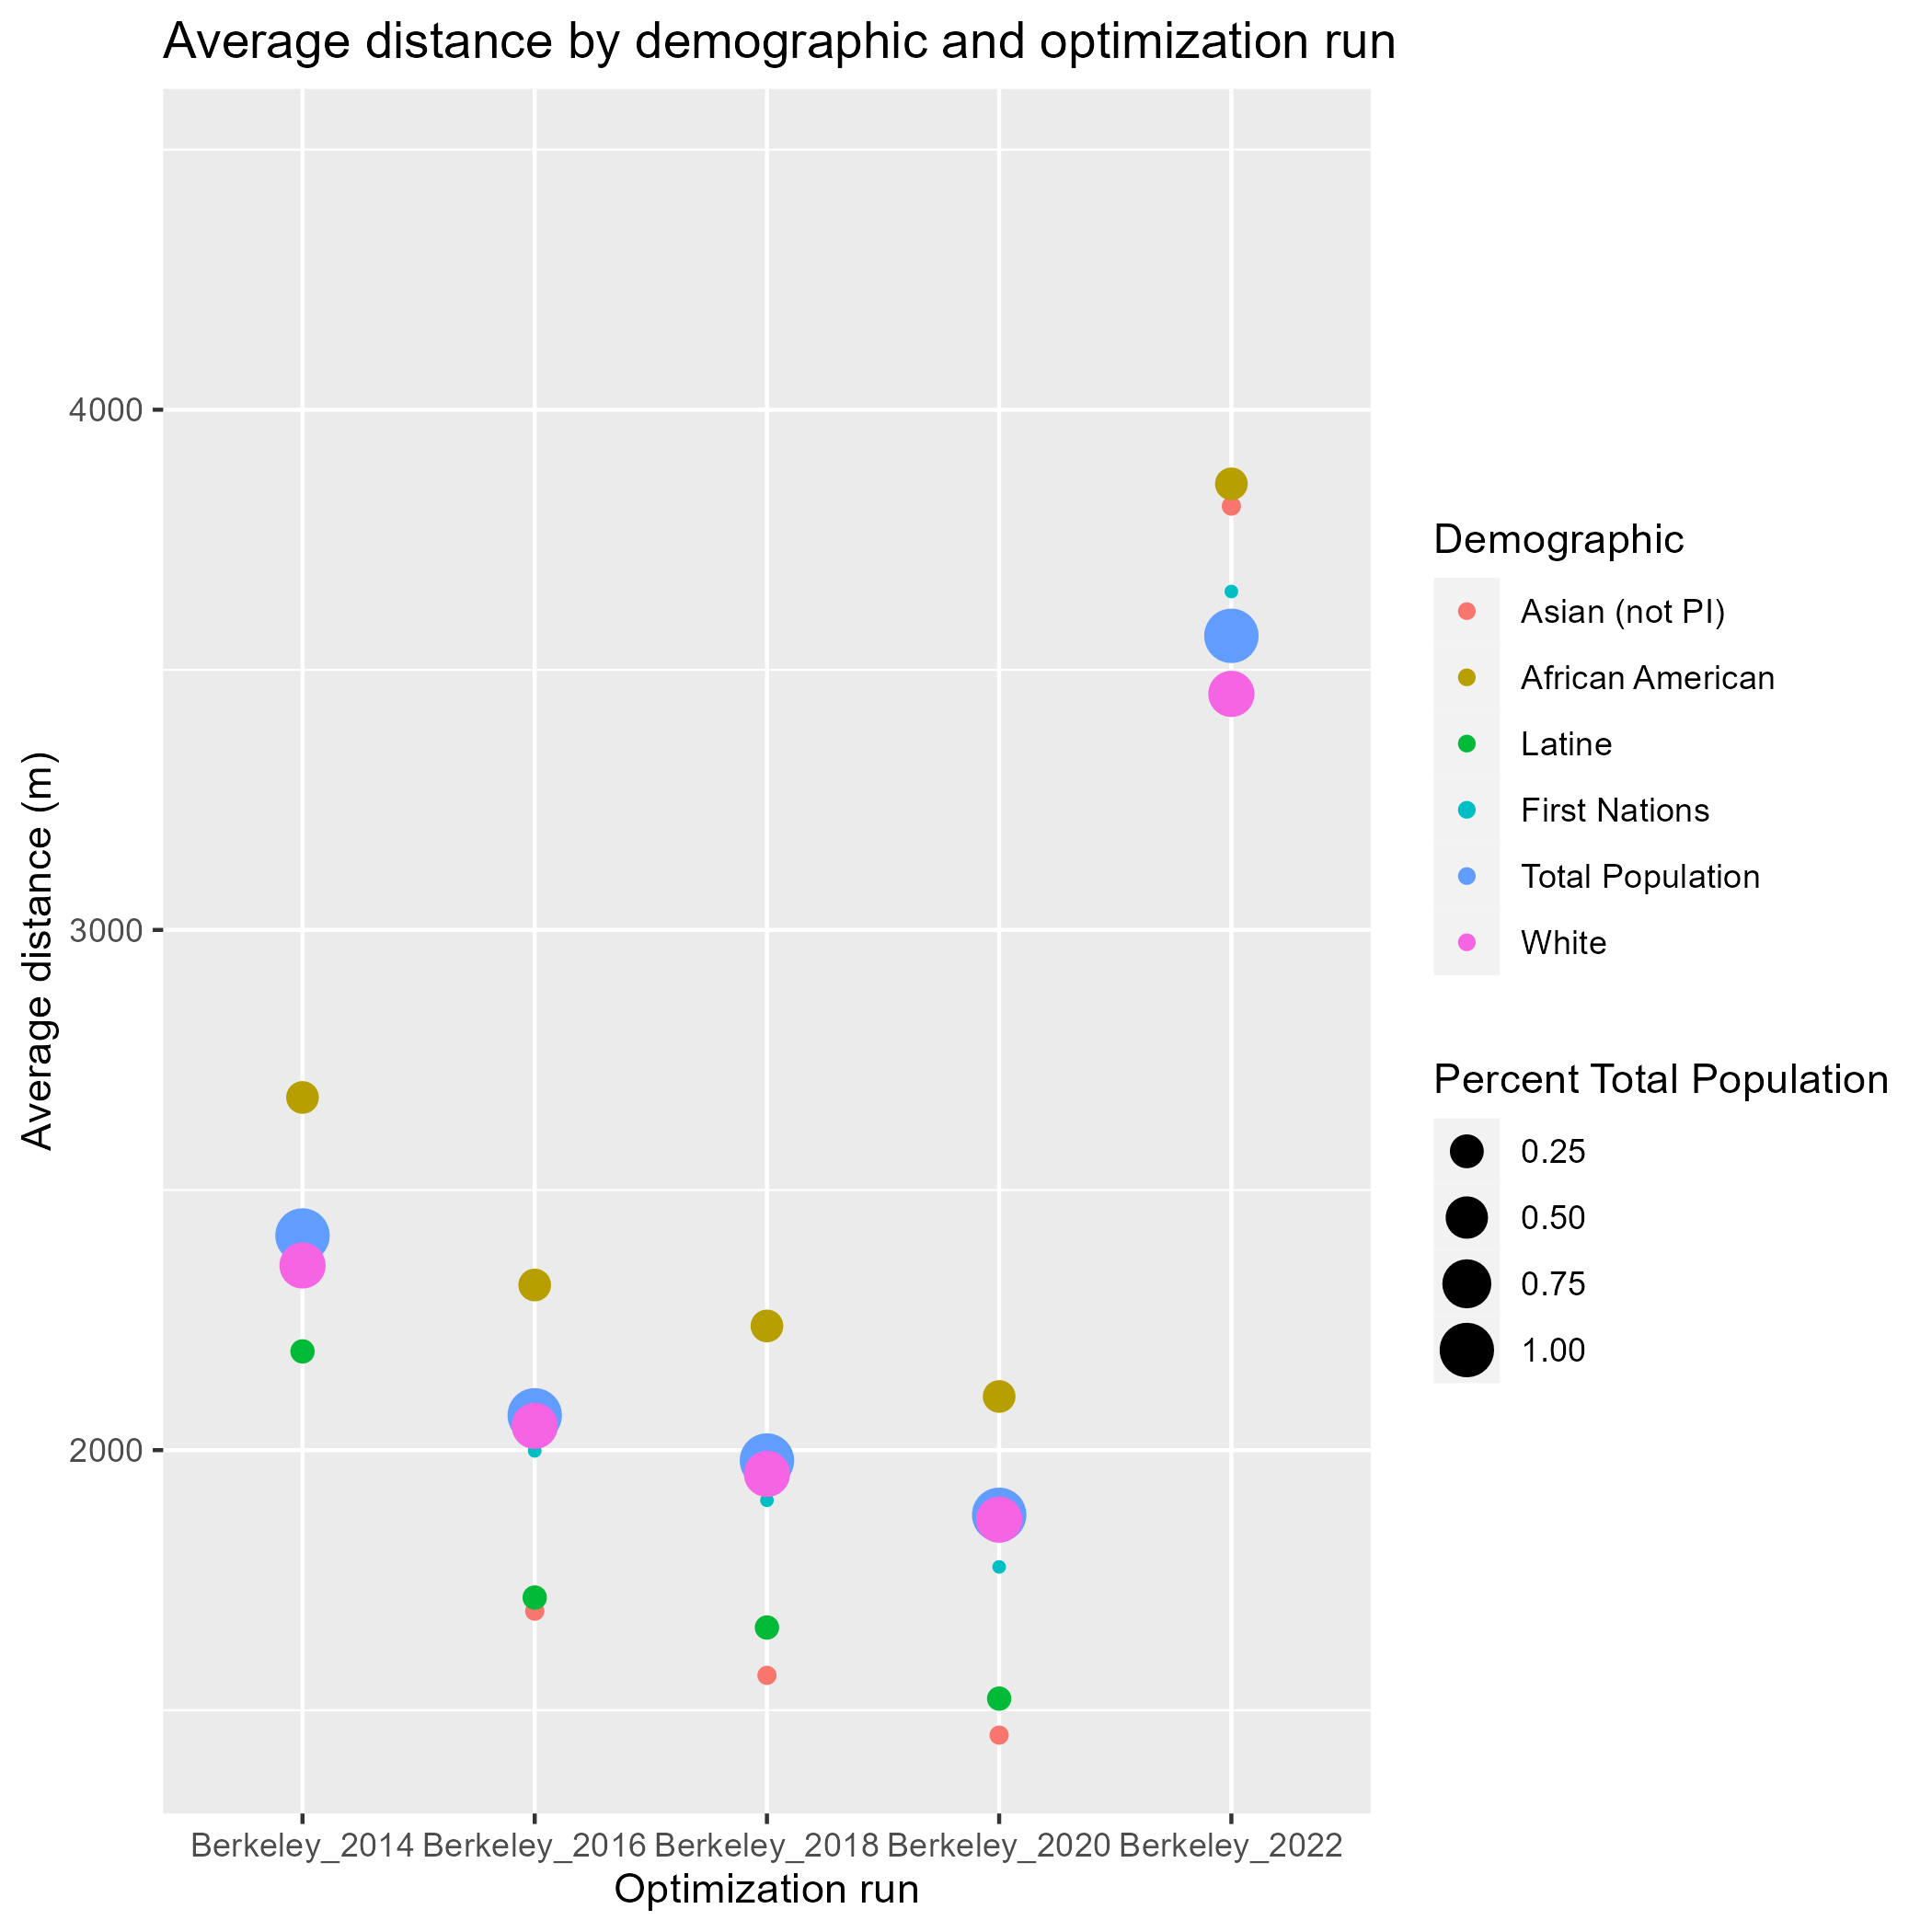 Average distance by demographic and optimization run
Average distance (m)
4000
3000
2000
Berkeley_2014 Berkeley_2016 Berkeley_2018 Berkeley_2020 Berkeley_2022
Optimization run
Demographic
Asian (not PI)
African American
Latine
First Nations
Total Population
White
Percent Total Population
0.25
0.50
0.75
1.00